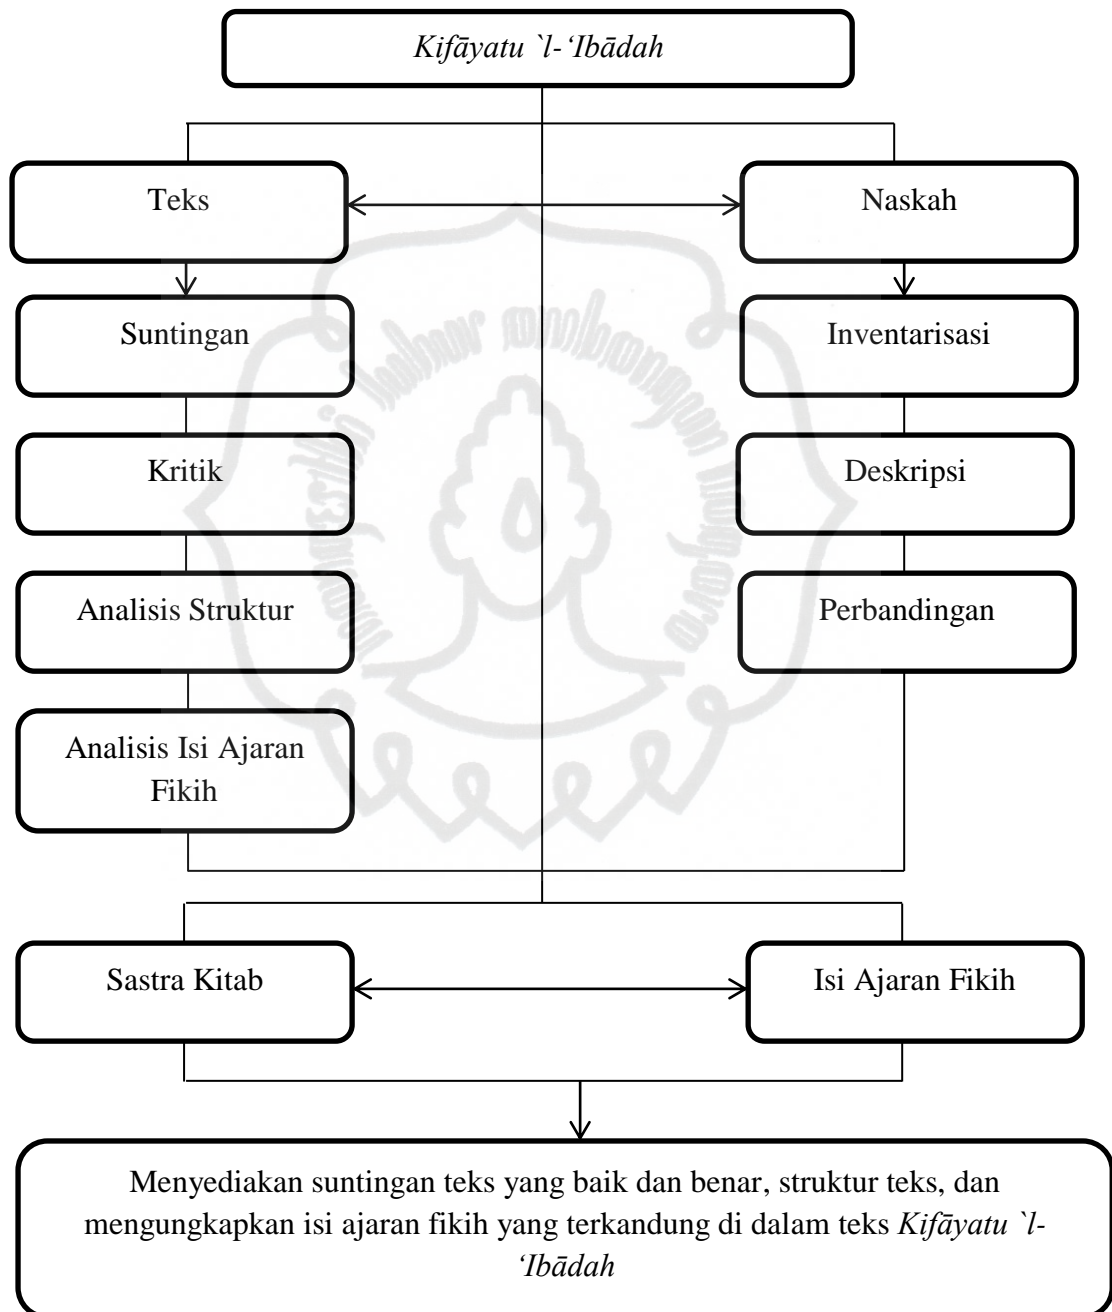 Kifāyatu `l-‘Ibādah
Teks
Naskah
Suntingan
Inventarisasi
Kritik
Deskripsi
Analisis Struktur
Perbandingan
Analisis Isi Ajaran
Fikih
Sastra Kitab
Isi Ajaran Fikih
Menyediakan suntingan teks yang baik dan benar, struktur teks, dan
mengungkapkan isi ajaran fikih yang terkandung di dalam teks Kifāyatu `l-
‘Ibādah